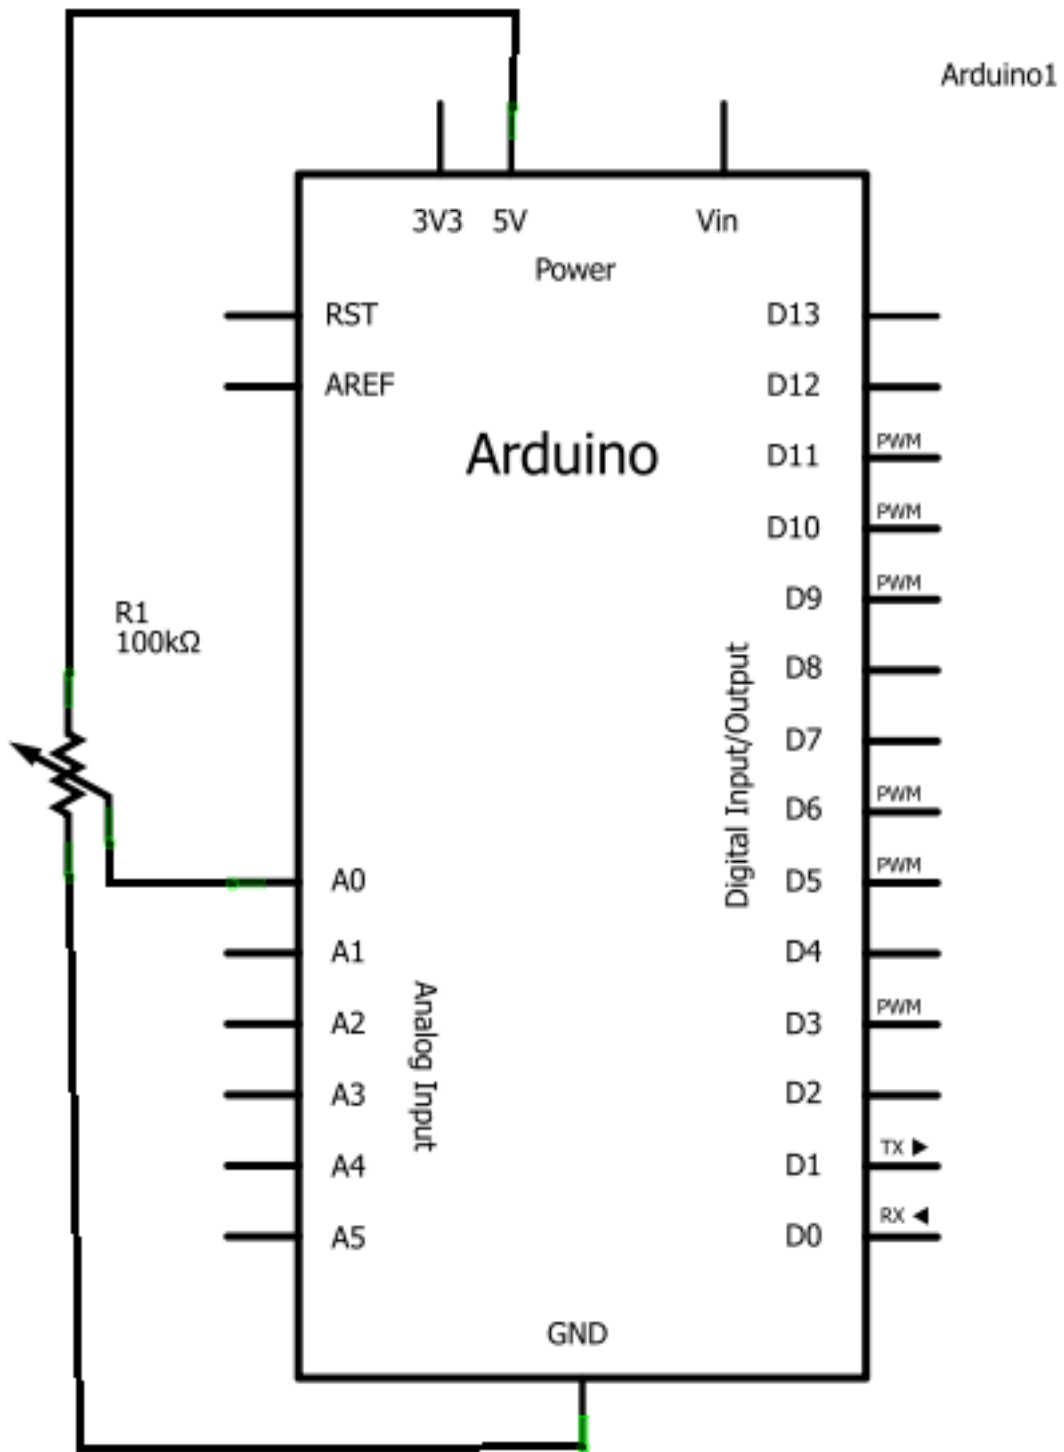 Arduino1
3V3 5V Vin
Power
RST D13
AREF D12
Arduino
D11 PWM
D10 PWM
D9 PWM
R1
100kΩ
D8
D7
D6 PWM
Digital Input/Output
A0 D5 PWM
A1 D4
A2 D3 PWM
Analog Input
A3 D2
A4 D1 TX ►
A5 D0 RX ◄
GND